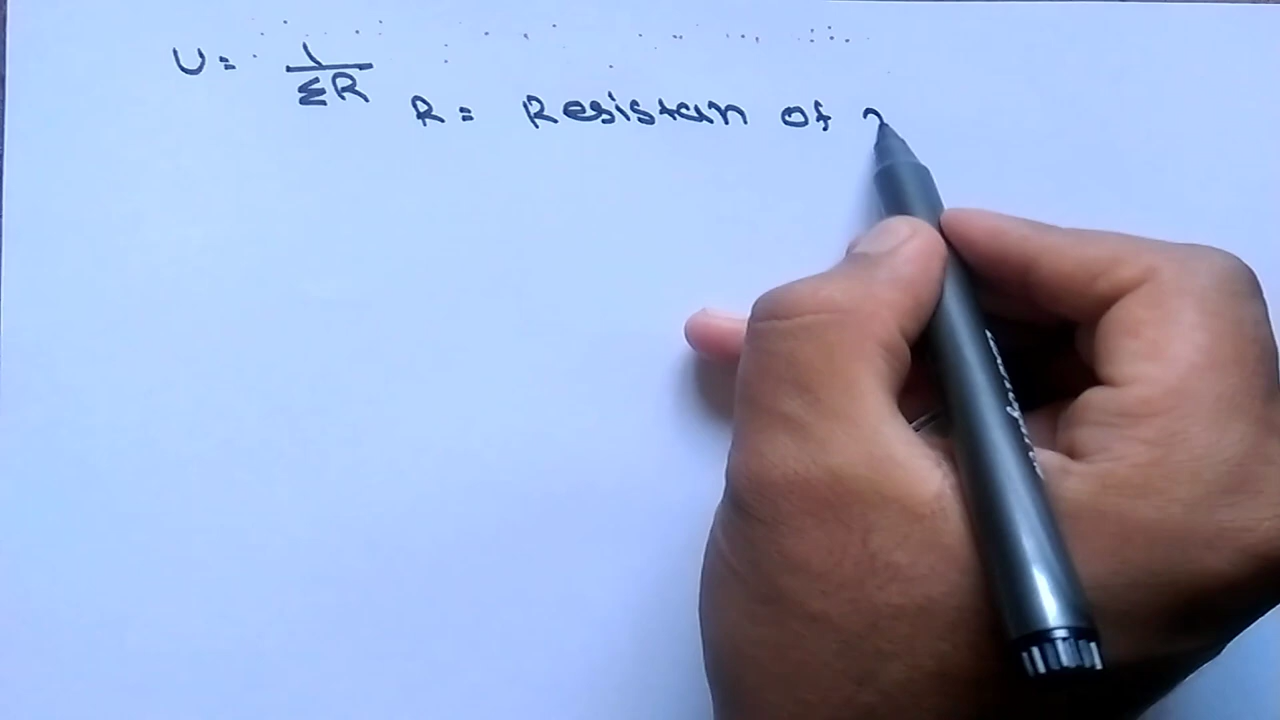 U = 1/ΣR
R = Resistan of